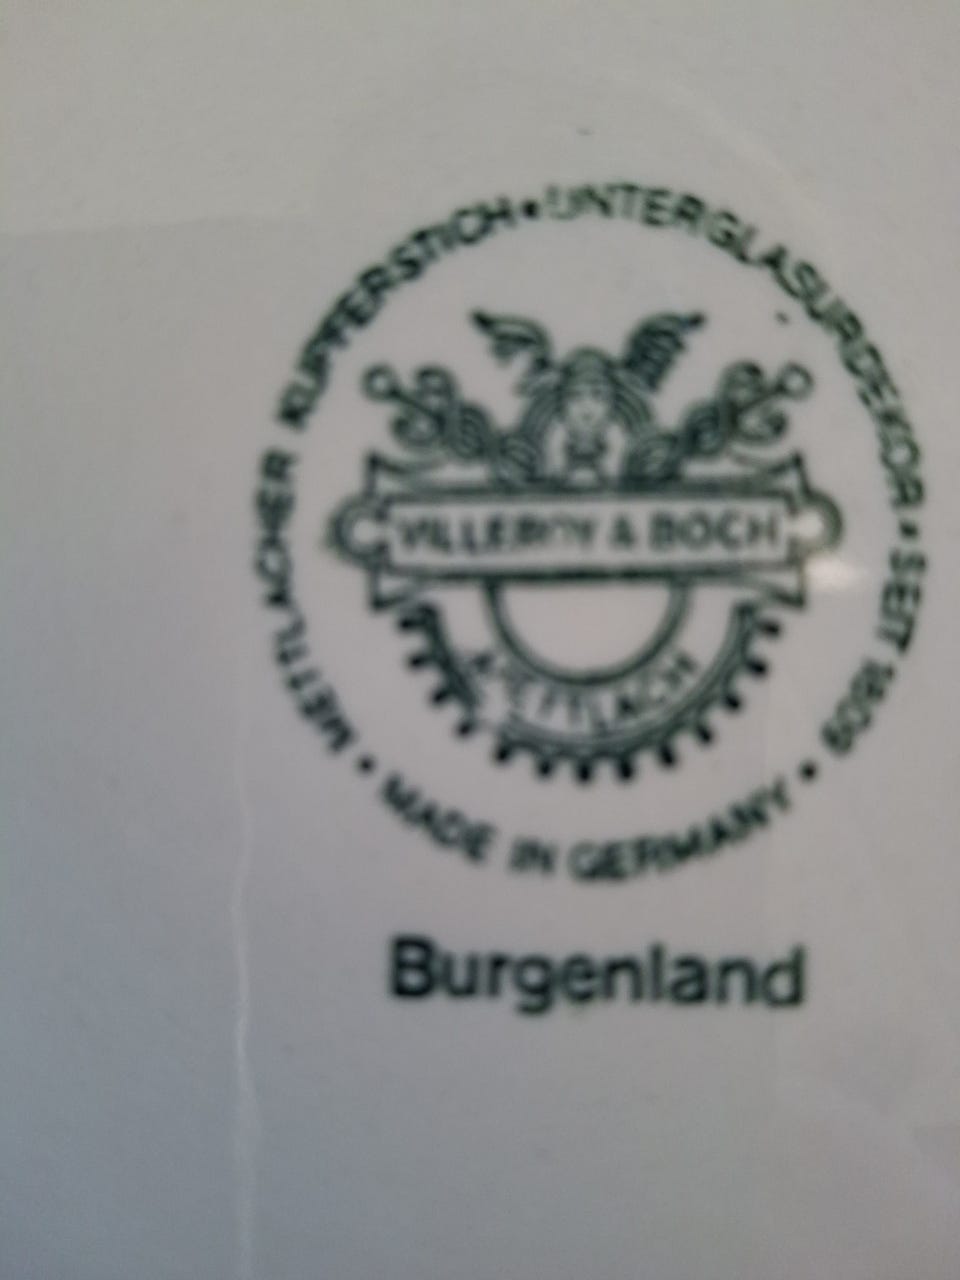 METTLACHER KUPFERSTICH • UNTERGLASURDEKOR • SEIT 1809 • MADE IN GERMANY •
VILLEROY & BOCH
METTLACH
Burgenland